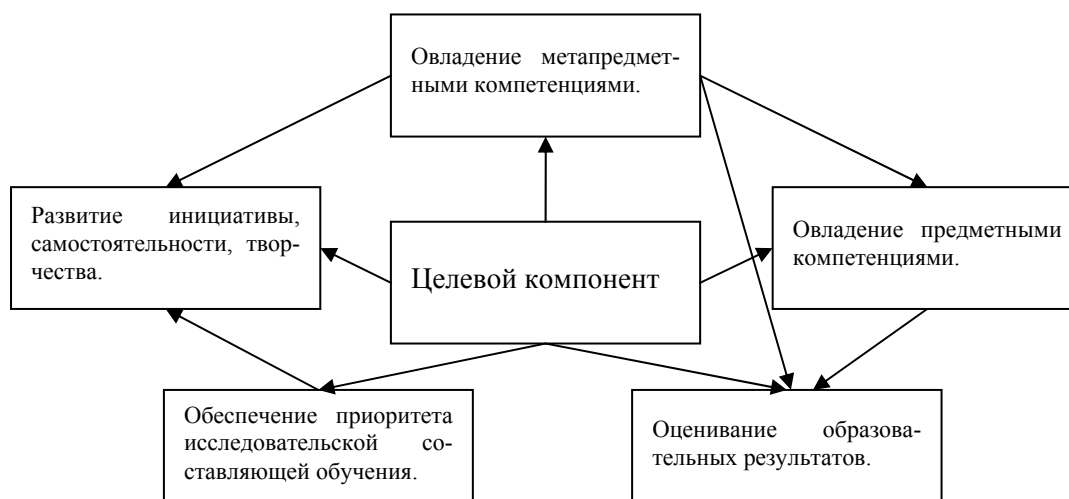 Овладение метапредмет-
ными компетенциями.
Развитие инициативы,
самостоятельности, твор-
чества.
Целевой компонент
Овладение предметными
компетенциями.
Обеспечение приоритета
исследовательской со-
ставляющей обучения.
Оценивание образова-
тельных результатов.